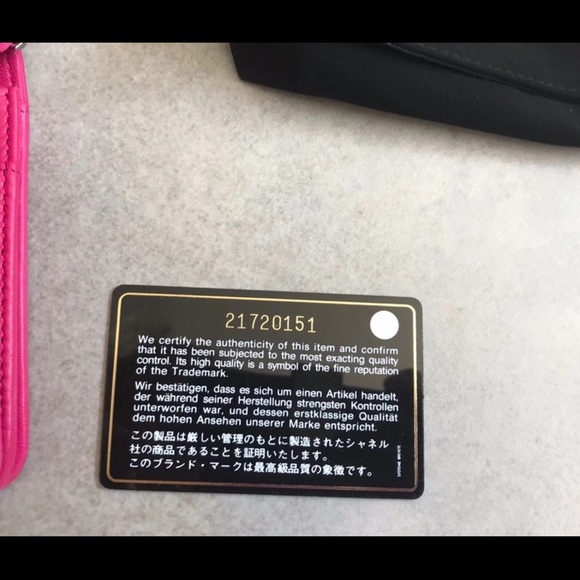 21720151
We certify the authenticity of this item and confirm
that it has been subjected to the most exacting quality
control. Its high quality is a symbol of the fine reputation
of the Trademark.
Wir bestätigen, dass es sich um einen Artikel handelt,
der während seiner Herstellung strengsten Kontrollen
unterworfen war, und dessen erstklassige Qualität
dem hohen Ansehen unserer Marke entspricht.
この製品は厳しい管理のもとに製造されたシャネル
社の商品であることを証明いたします。
このブランド・マークは最高級品質の象徴です。